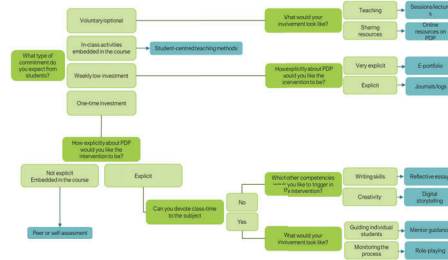 What type of
commitment do
you expect from
students?
Voluntary/optional
In-class activities
embedded in the course
Weekly low investment
One-time investment
Student-centred teaching methods
What would your
involvement look like?
Teaching
Sharing
resources
Sessions/lectur
s
Online
resources on
PDP
How explicitly about PDP
would you like the
intervention to be?
Very explicit
Explicit
E-portfolio
Journals/logs
How explicitly about PDP
would you like the
intervention to be?
Not explicit
Embedded in the course
Explicit
Peer or self-assesment
Can you devote class-time
to the subject
No
Yes
Which other competencies
would you like to trigger in
the intervention?
Writing skills
Creativity
Reflective essay
Digital
storytelling
What would your
involvement look like?
Guiding individual
students
Monitoring the
process
Mentor guidanc
Role-playing